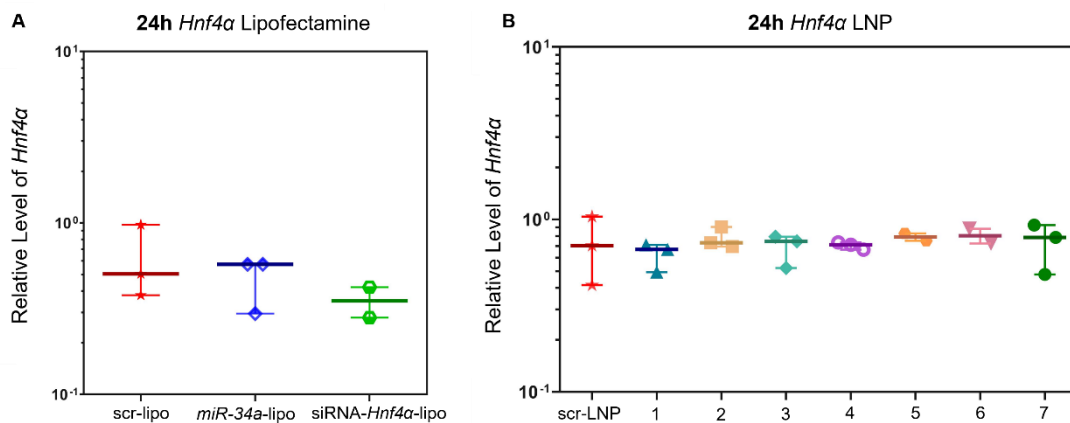 A
24h Hnf4α Lipofectamine
Relative Level of Hnf4α
10¹
10⁰
10⁻¹
scr-lipo miR-34a-lipo siRNA-Hnf4α-lipo
B
24h Hnf4α LNP
Relative Level of Hnf4α
10¹
10⁰
10⁻¹
scr-LNP 1 2 3 4 5 6 7